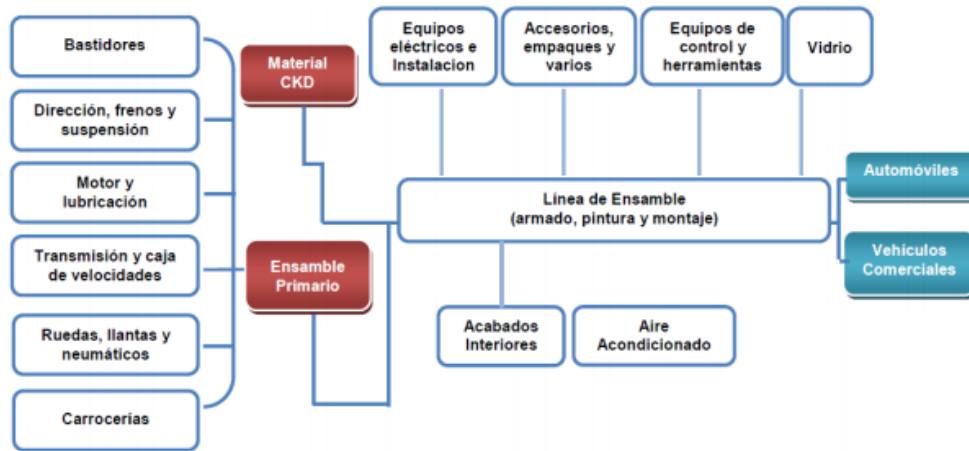 Bastidores
Dirección, frenos y
suspensión
Motor y
lubricación
Transmisión y caja
de velocidades
Ruedas, llantas y
neumáticos
Carrocerías
Material
CKD
Ensamble
Primario
Equipos
eléctricos e
Instalacion
Accesorios,
empaques y
varios
Equipos de
control y
herramientas
Vidrio
Línea de Ensamble
(armado, pintura y montaje)
Acabados
Interiores
Aire
Acondicionado
Automóviles
Vehiculos
Comerciales